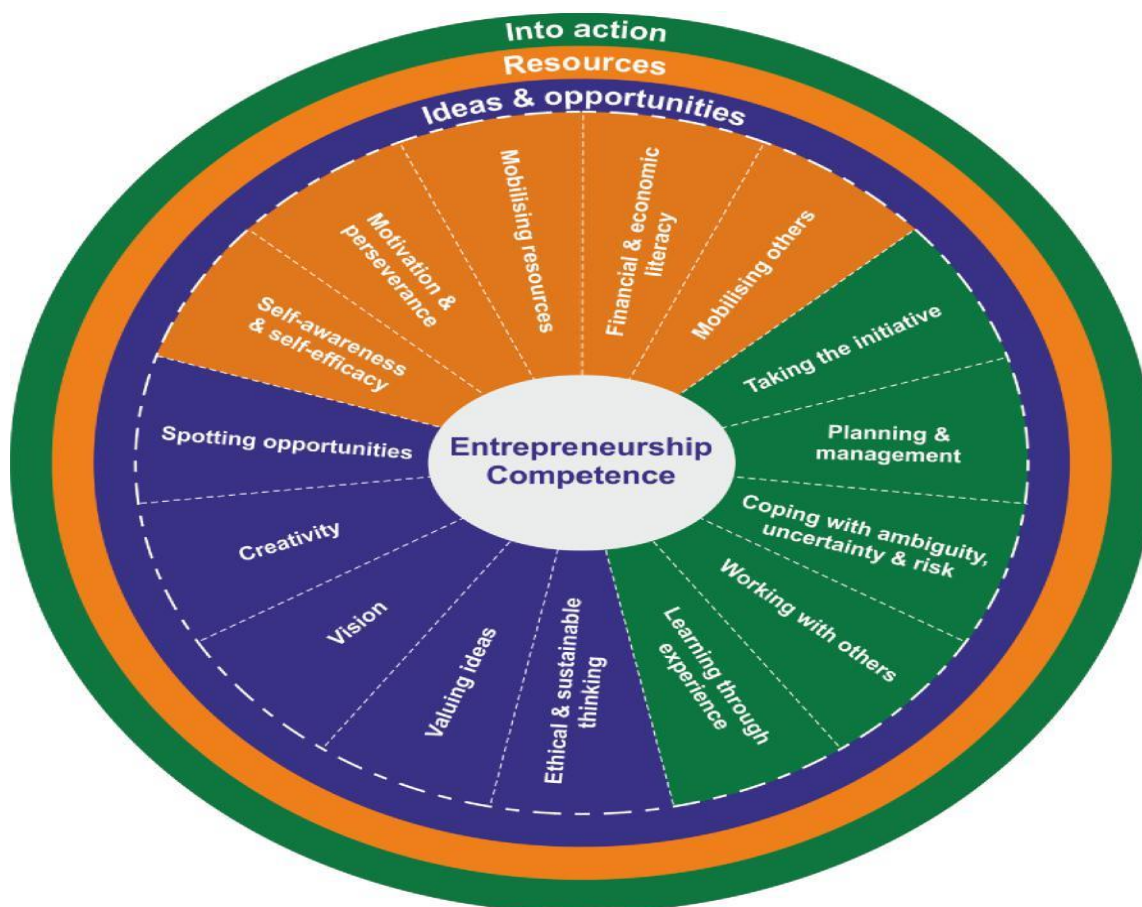 Into action
Resources
Ideas & opportunities
Mobilising resources
Financial & economic
literacy
Mobilising others
Motivation &
perseverance
Self-awareness
& self-efficacy
Taking the initiative
Spotting opportunities
Entrepreneurship
Competence
Planning &
management
Creativity
Coping with ambiguity,
uncertainty & risk
Vision
Working with others
Valuing ideas
Ethical & sustainable
thinking
Learning through
experience